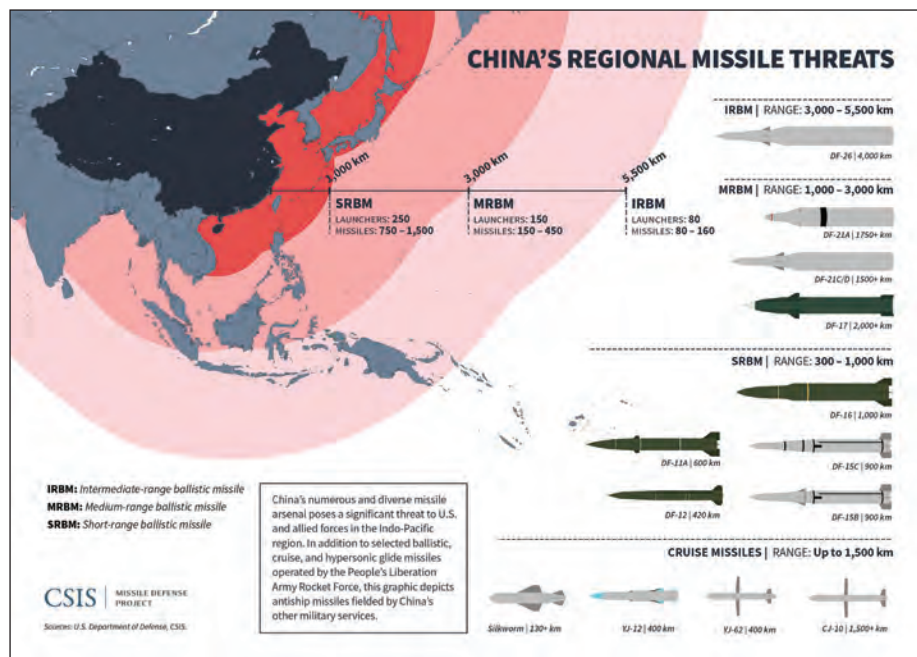 CHINA'S REGIONAL MISSILE THREATS
IRBM | RANGE: 3,000 – 5,500 km
DF-26 | 4,000 km
MRBM | RANGE: 1,000 – 3,000 km
DF-21A | 1750+ km
DF-21C/D | 1500+ km
DF-17 | 2,000+ km
SRBM | RANGE: 300 – 1,000 km
DF-16 | 1,000 km
DF-11A | 600 km
DF-15C | 900 km
DF-12 | 420 km
DF-15B | 900 km
CRUISE MISSILES | RANGE: Up to 1,500 km
Silkworm | 130+ km
YJ-12 | 400 km
YJ-62 | 400 km
CJ-10 | 1,500+ km
1,000 km
3,000 km
5,500 km
SRBM
LAUNCHERS: 250
MISSILES: 750 – 1,500
MRBM
LAUNCHERS: 150
MISSILES: 150 – 450
IRBM
LAUNCHERS: 80
MISSILES: 80 – 160
IRBM: Intermediate-range ballistic missile
MRBM: Medium-range ballistic missile
SRBM: Short-range ballistic missile
China's numerous and diverse missile
arsenal poses a significant threat to U.S.
and allied forces in the Indo-Pacific
region. In addition to selected ballistic,
cruise, and hypersonic glide missiles
operated by the People's Liberation
Army Rocket Force, this graphic depicts
antiship missiles fielded by China's
other military services.
CSIS | MISSILE DEFENSE
PROJECT
Sources: U.S. Department of Defense, CSIS.